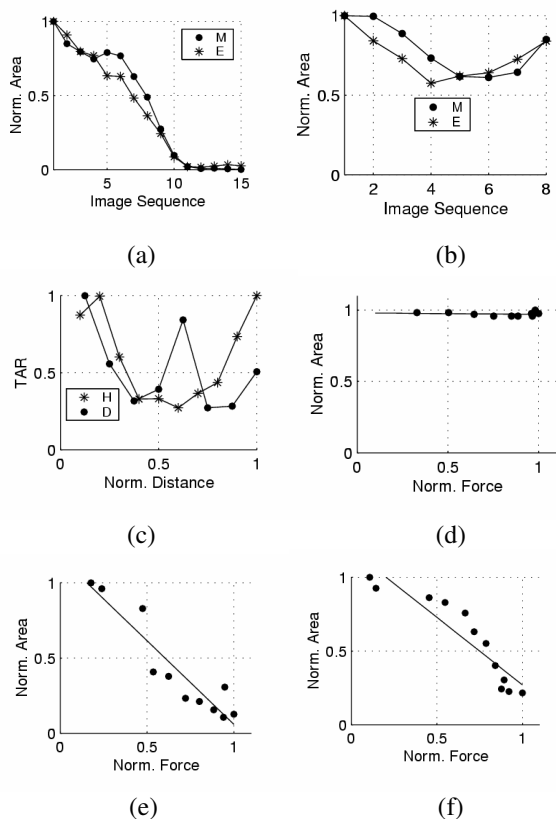 1
0.5
0
Norm. Area
5 10 15
Image Sequence
M
E
(a)
1
0.5
0
Norm. Area
2 4 6 8
Image Sequence
M
E
(b)
1
0.5
0
TAR
0 0.5 1
Norm. Distance
H
D
(c)
1
0.5
0
Norm. Area
0 0.5 1
Norm. Force
(d)
1
0.5
0
Norm. Area
0 0.5 1
Norm. Force
(e)
1
0.5
0
Norm. Area
0 0.5 1
Norm. Force
(f)